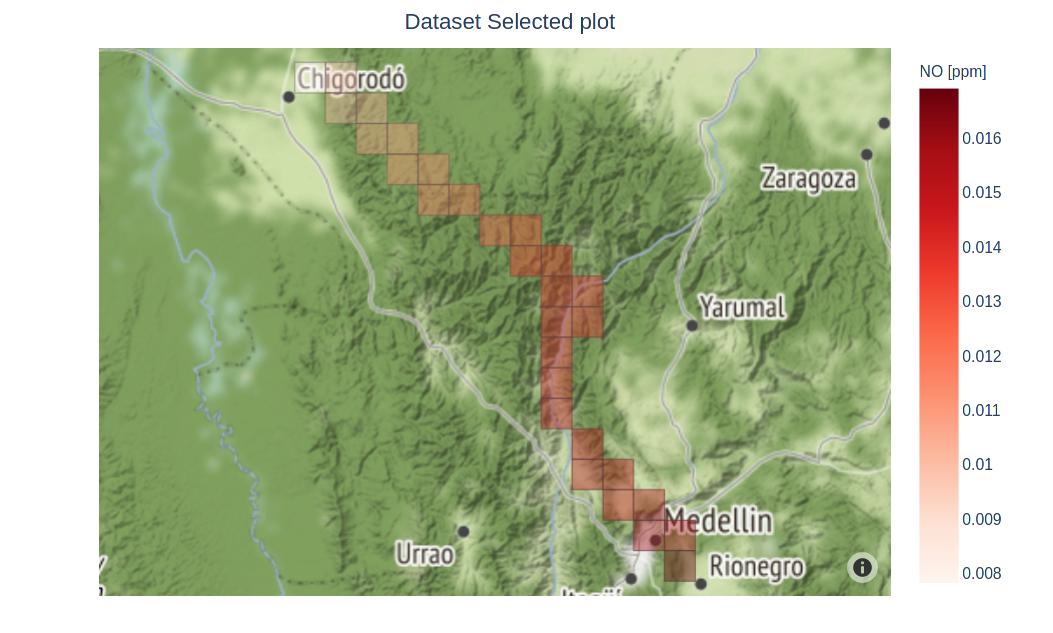 Dataset Selected plot
Chigorodó
NO [ppm]
0.016
Zaragoza
0.015
0.014
Yarumal
0.013
0.012
0.011
0.01
Medellin
0.009
Urrao
Rionegro
0.008